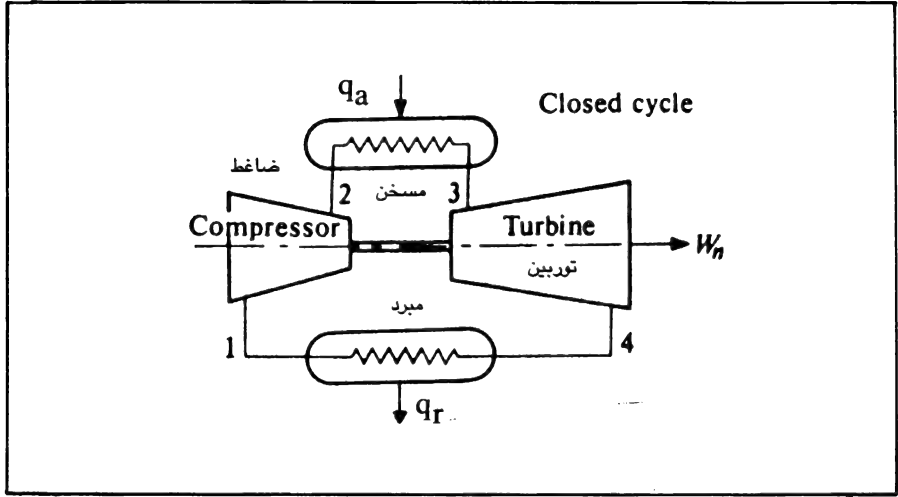 qa
Closed cycle
ضاغط
2
مسخن
3
Compressor
Turbine
Wn
توربين
مبرد
1
4
qr